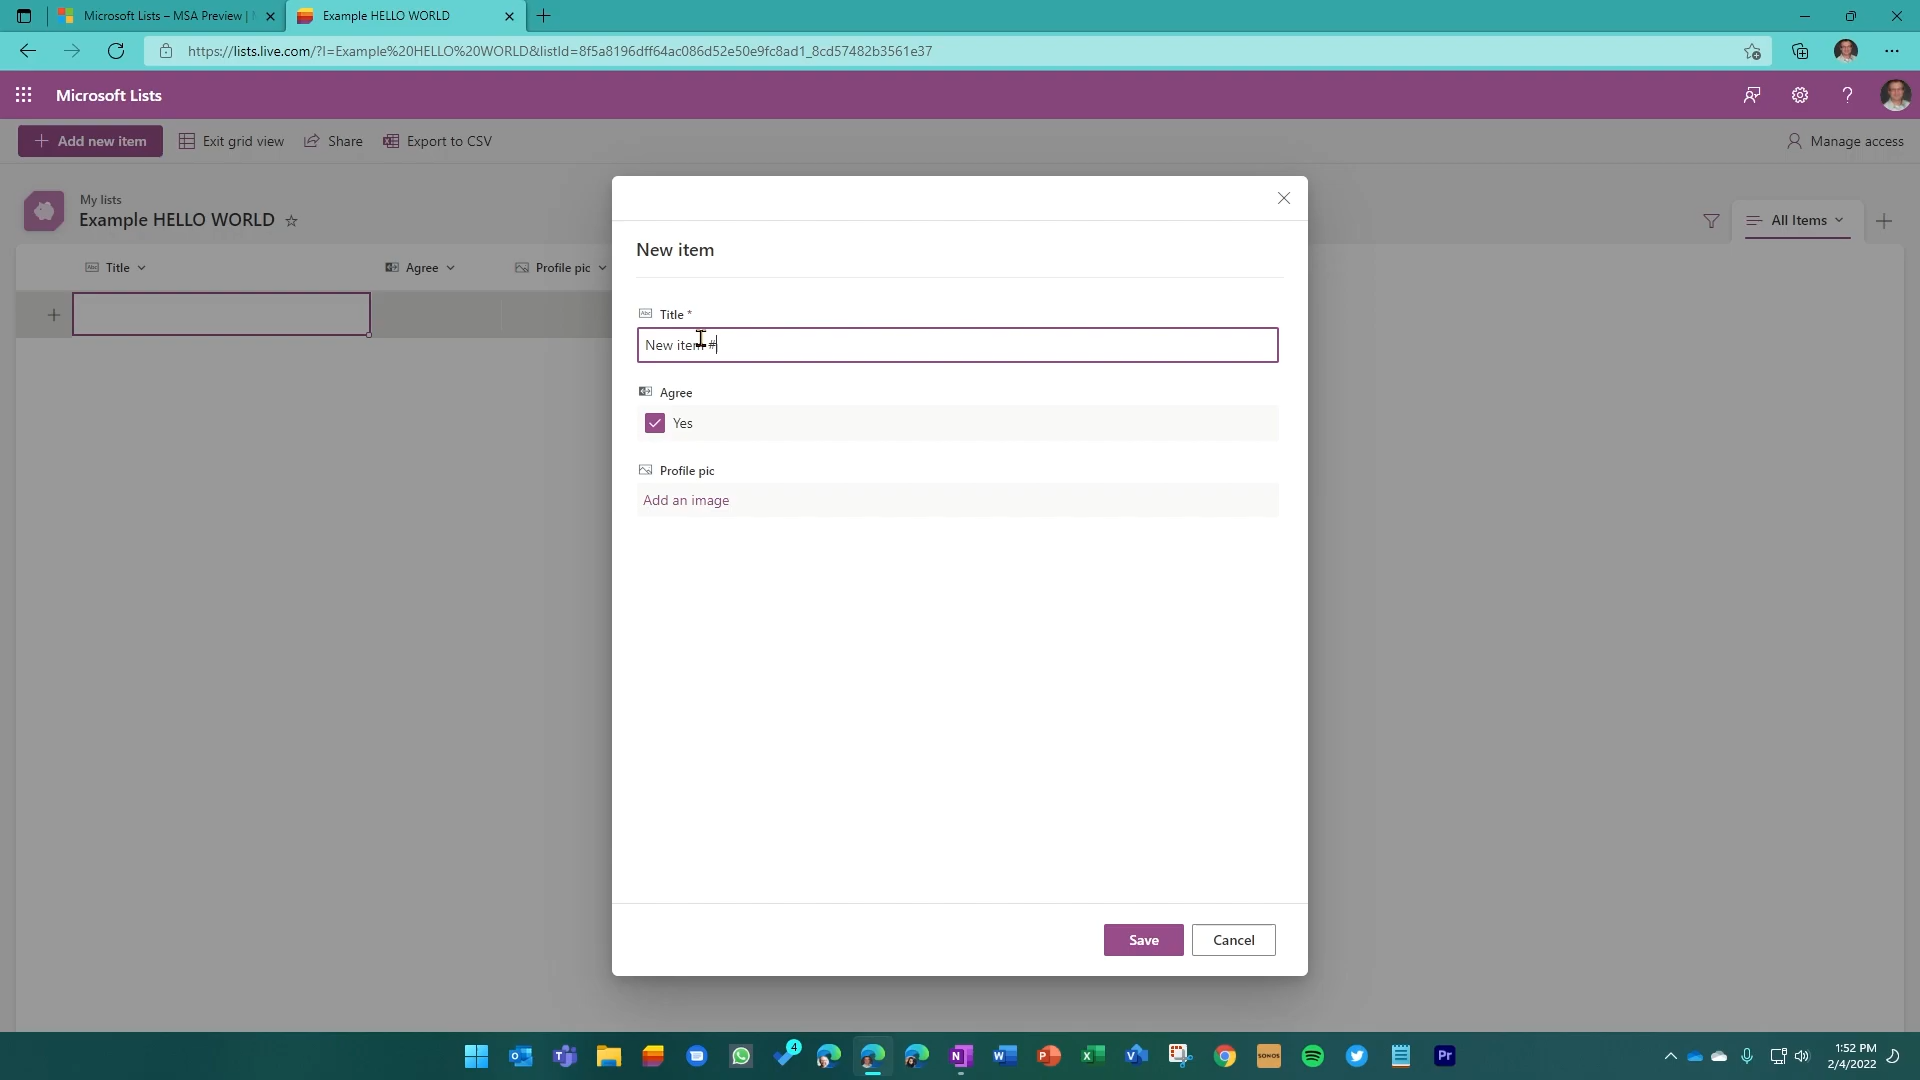 Microsoft Lists – MSA Preview |
Example HELLO WORLD
https://lists.live.com/?l=Example%20HELLO%20WORLD&listId=8f5a8196dff64ac086d52e50e9fc8ad1_8cd57482b3561e37
Microsoft Lists
Add new item
Exit grid view
Share
Export to CSV
Manage access
My lists
Example HELLO WORLD
All Items
Title
Agree
Profile pic
New item
Title *
New item #
Agree
Yes
Profile pic
Add an image
Save
Cancel
4
SONOS
Pr
1:52 PM
2/4/2022